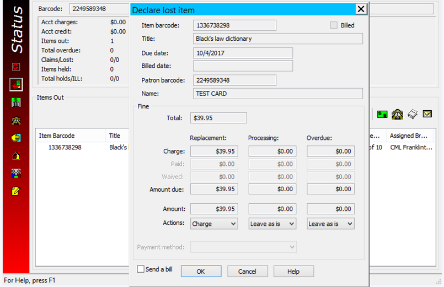 Status
Barcode: 2249589348
Acct charges: $0.00
Acct credit: $0.00
Items out: 1
Total overdue: 0
Claims/Lost: 0/0
Items held: 0
Total holds/ILL: 0/0
Items Out
Item Barcode Title
1336738298 Black's l
e... Assigned Br...
of 10 CML Franklint...
Declare lost item
Item barcode: 1336738298 Billed
Title: Black's law dictionary
Due date: 10/4/2017
Billed date:
Patron barcode: 2249589348
Name: TEST CARD
Fine
Total: $39.95
Replacement: Processing: Overdue:
Charge: $39.95 $0.00 $0.00
Paid: $0.00 $0.00 $0.00
Waived: $0.00 $0.00 $0.00
Amount due: $39.95 $0.00 $0.00
Amount: $39.95 $0.00 $0.00
Actions: Charge Leave as is Leave as is
Payment method:
Send a bill OK Cancel Help
For Help, press F1